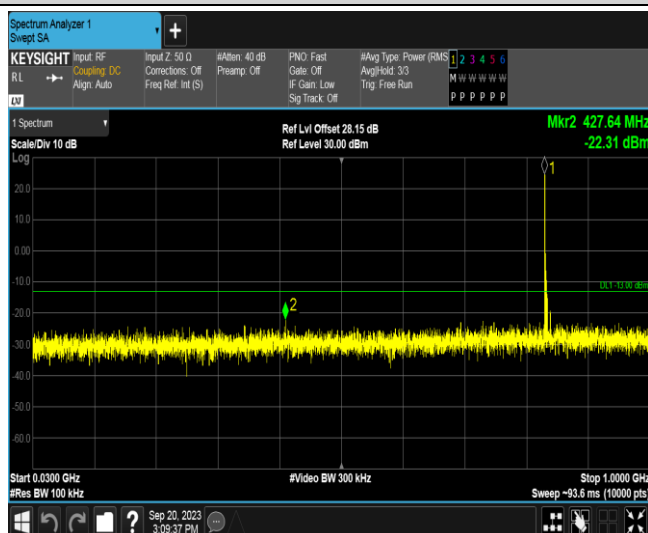 Spectrum Analyzer 1
Swept SA
+
KEYSIGHT
RL
LXI
Input: RF
Coupling: DC
Align: Auto
Input Z: 50 Ω
Corrections: Off
Freq Ref: Int (S)
#Atten: 40 dB
Preamp: Off
PNO: Fast
Gate: Off
IF Gain: Low
Sig Track: Off
#Avg Type: Power (RMS
Avg|Hold: 3/3
Trig: Free Run
1 2 3 4 5 6
M W W W W W
P P P P P P
1 Spectrum
Scale/Div 10 dB
Ref Lvl Offset 28.15 dB
Ref Level 30.00 dBm
Mkr2 427.64 MHz
-22.31 dBm
Log
1
20.0
10.0
0.00
-10.0
DL1 -13.00 dBm
2
-20.0
-30.0
-40.0
-50.0
-60.0
Start 0.0300 GHz
#Video BW 300 kHz
Stop 1.0000 GHz
#Res BW 100 kHz
Sweep ~93.6 ms (10000 pts)
?
Sep 20, 2023
3:09:37 PM